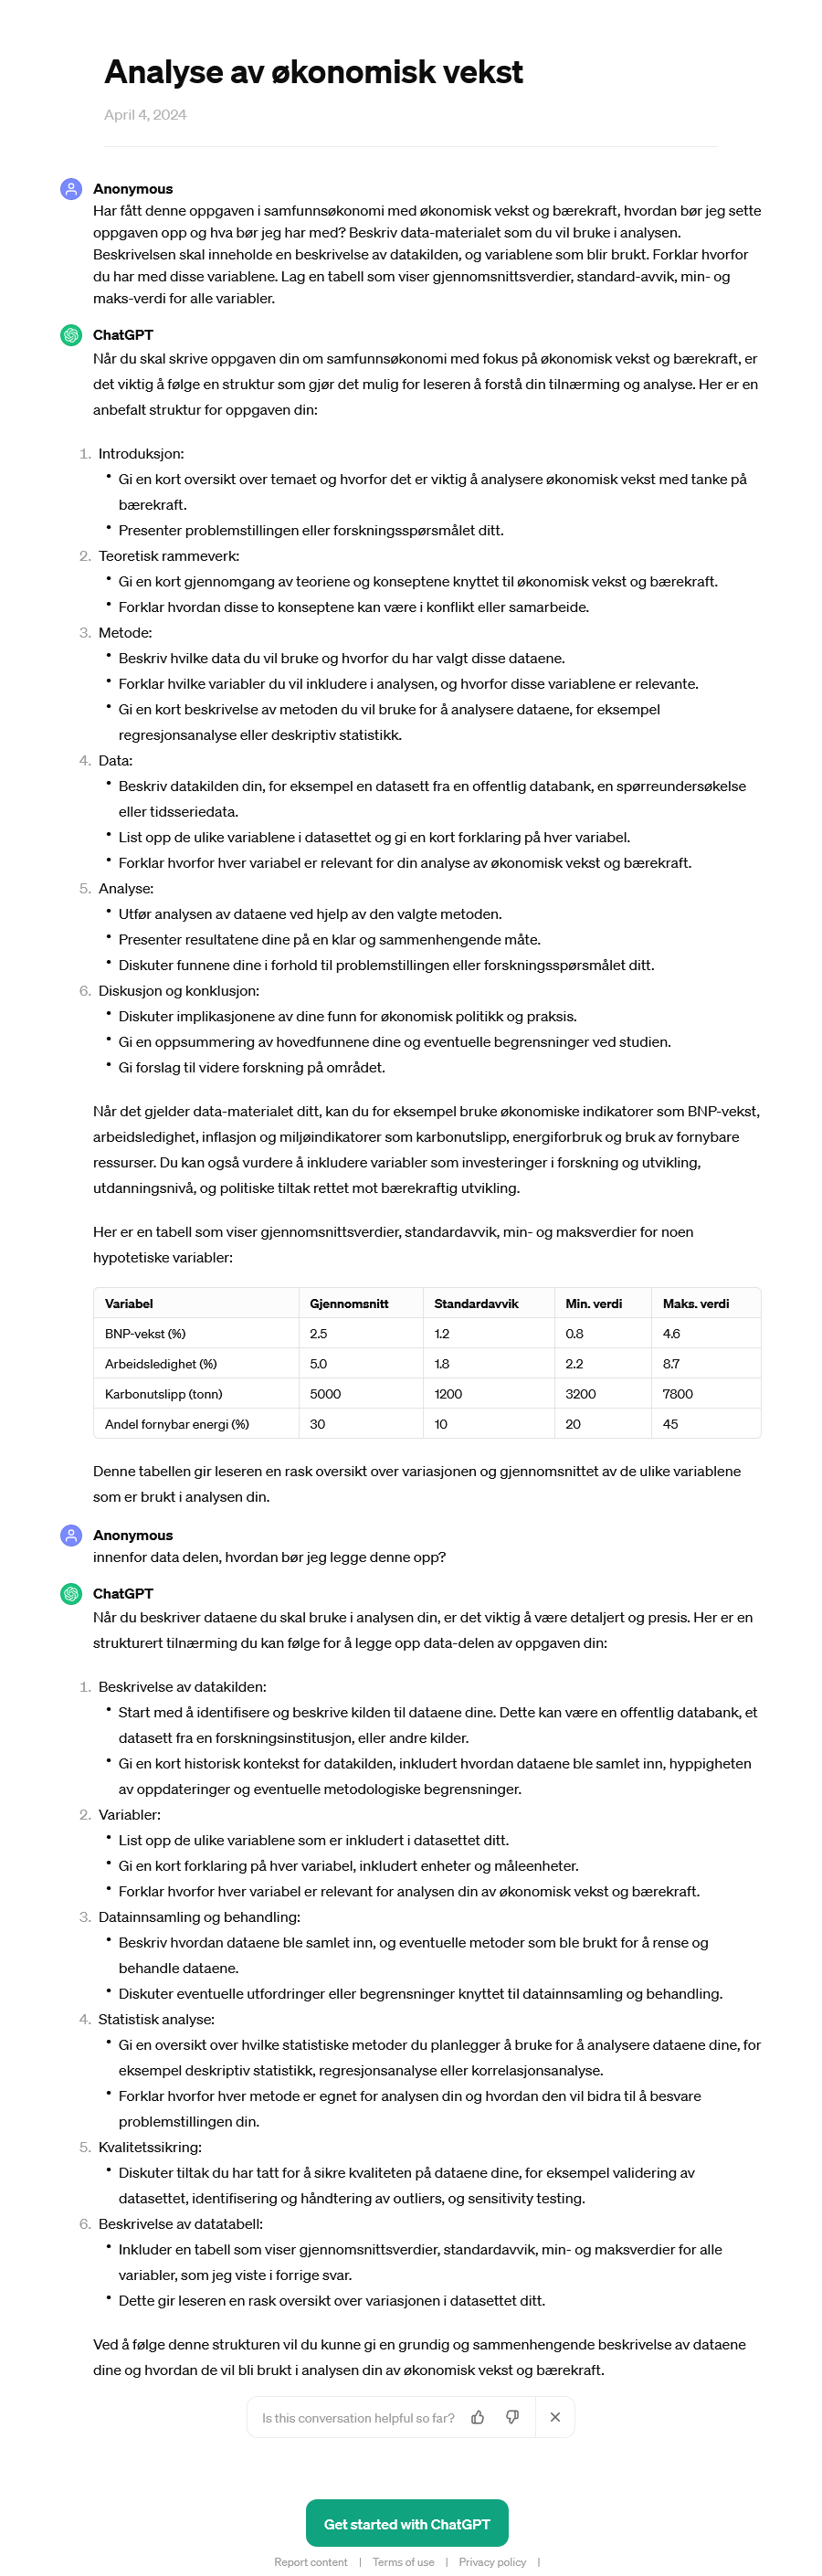 Analyse av økonomisk vekst
April 4, 2024
Anonymous
Har fått denne oppgaven i samfunnsøkonomi med økonomisk vekst og bærekraft, hvordan bør jeg sette
oppgaven opp og hva bør jeg har med? Beskriv data-materialet som du vil bruke i analysen.
Beskrivelsen skal inneholde en beskrivelse av datakilden, og variablene som blir brukt. Forklar hvorfor
du har med disse variablene. Lag en tabell som viser gjennomsnittsverdier, standard-avvik, min- og
maks-verdi for alle variabler.
ChatGPT
Når du skal skrive oppgaven din om samfunnsøkonomi med fokus på økonomisk vekst og bærekraft, er
det viktig å følge en struktur som gjør det mulig for leseren å forstå din tilnærming og analyse. Her er en
anbefalt struktur for oppgaven din:
1. Introduksjon:
• Gi en kort oversikt over temaet og hvorfor det er viktig å analysere økonomisk vekst med tanke på
bærekraft.
• Presenter problemstillingen eller forskningsspørsmålet ditt.
2. Teoretisk rammeverk:
• Gi en kort gjennomgang av teoriene og konseptene knyttet til økonomisk vekst og bærekraft.
• Forklar hvordan disse to konseptene kan være i konflikt eller samarbeide.
3. Metode:
• Beskriv hvilke data du vil bruke og hvorfor du har valgt disse dataene.
• Forklar hvilke variabler du vil inkludere i analysen, og hvorfor disse variablene er relevante.
• Gi en kort beskrivelse av metoden du vil bruke for å analysere dataene, for eksempel
regresjonsanalyse eller deskriptiv statistikk.
4. Data:
• Beskriv datakilden din, for eksempel en datasett fra en offentlig databank, en spørreundersøkelse
eller tidsseriedata.
• List opp de ulike variablene i datasettet og gi en kort forklaring på hver variabel.
• Forklar hvorfor hver variabel er relevant for din analyse av økonomisk vekst og bærekraft.
5. Analyse:
• Utfør analysen av dataene ved hjelp av den valgte metoden.
• Presenter resultatene dine på en klar og sammenhengende måte.
• Diskuter funnene dine i forhold til problemstillingen eller forskningsspørsmålet ditt.
6. Diskusjon og konklusjon:
• Diskuter implikasjonene av dine funn for økonomisk politikk og praksis.
• Gi en oppsummering av hovedfunnene dine og eventuelle begrensninger ved studien.
• Gi forslag til videre forskning på området.
Når det gjelder data-materialet ditt, kan du for eksempel bruke økonomiske indikatorer som BNP-vekst,
arbeidsledighet, inflasjon og miljøindikatorer som karbonutslipp, energiforbruk og bruk av fornybare
ressurser. Du kan også vurdere å inkludere variabler som investeringer i forskning og utvikling,
utdanningsnivå, og politiske tiltak rettet mot bærekraftig utvikling.
Her er en tabell som viser gjennomsnittsverdier, standardavvik, min- og maksverdier for noen
hypotetiske variabler:
Variabel Gjennomsnitt Standardavvik Min. verdi Maks. verdi
BNP-vekst (%) 2.5 1.2 0.8 4.6
Arbeidsledighet (%) 5.0 1.8 2.2 8.7
Karbonutslipp (tonn) 5000 1200 3200 7800
Andel fornybar energi (%) 30 10 20 45
Denne tabellen gir leseren en rask oversikt over variasjonen og gjennomsnittet av de ulike variablene
som er brukt i analysen din.
Anonymous
innenfor data delen, hvordan bør jeg legge denne opp?
ChatGPT
Når du beskriver dataene du skal bruke i analysen din, er det viktig å være detaljert og presis. Her er en
strukturert tilnærming du kan følge for å legge opp data-delen av oppgaven din:
1. Beskrivelse av datakilden:
• Start med å identifisere og beskrive kilden til dataene dine. Dette kan være en offentlig databank, et
datasett fra en forskningsinstitusjon, eller andre kilder.
• Gi en kort historisk kontekst for datakilden, inkludert hvordan dataene ble samlet inn, hyppigheten
av oppdateringer og eventuelle metodologiske begrensninger.
2. Variabler:
• List opp de ulike variablene som er inkludert i datasettet ditt.
• Gi en kort forklaring på hver variabel, inkludert enheter og måleenheter.
• Forklar hvorfor hver variabel er relevant for analysen din av økonomisk vekst og bærekraft.
3. Datainnsamling og behandling:
• Beskriv hvordan dataene ble samlet inn, og eventuelle metoder som ble brukt for å rense og
behandle dataene.
• Diskuter eventuelle utfordringer eller begrensninger knyttet til datainnsamling og behandling.
4. Statistisk analyse:
• Gi en oversikt over hvilke statistiske metoder du planlegger å bruke for å analysere dataene dine, for
eksempel deskriptiv statistikk, regresjonsanalyse eller korrelasjonsanalyse.
• Forklar hvorfor hver metode er egnet for analysen din og hvordan den vil bidra til å besvare
problemstillingen din.
5. Kvalitetssikring:
• Diskuter tiltak du har tatt for å sikre kvaliteten på dataene dine, for eksempel validering av
datasettet, identifisering og håndtering av outliers, og sensitivity testing.
6. Beskrivelse av datatabell:
• Inkluder en tabell som viser gjennomsnittsverdier, standardavvik, min- og maksverdier for alle
variabler, som jeg viste i forrige svar.
• Dette gir leseren en rask oversikt over variasjonen i datasettet ditt.
Ved å følge denne strukturen vil du kunne gi en grundig og sammenhengende beskrivelse av dataene
dine og hvordan de vil bli brukt i analysen din av økonomisk vekst og bærekraft.
Is this conversation helpful so far?
Get started with ChatGPT
Report content | Terms of use | Privacy policy |